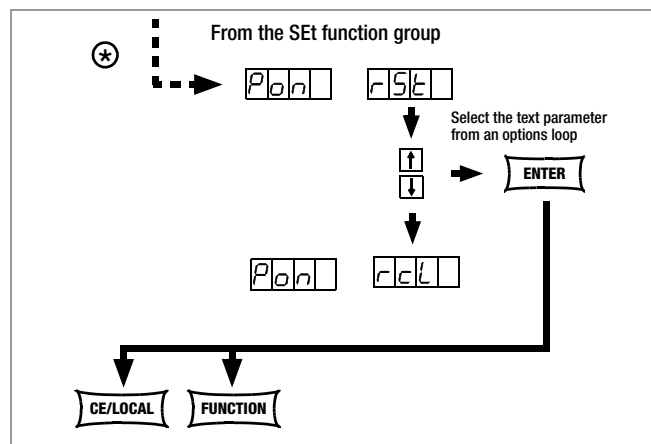 From the SEt function group
Pon rSt
Select the text parameter
from an options loop
ENTER
Pon rcL
CE/LOCAL FUNCTION